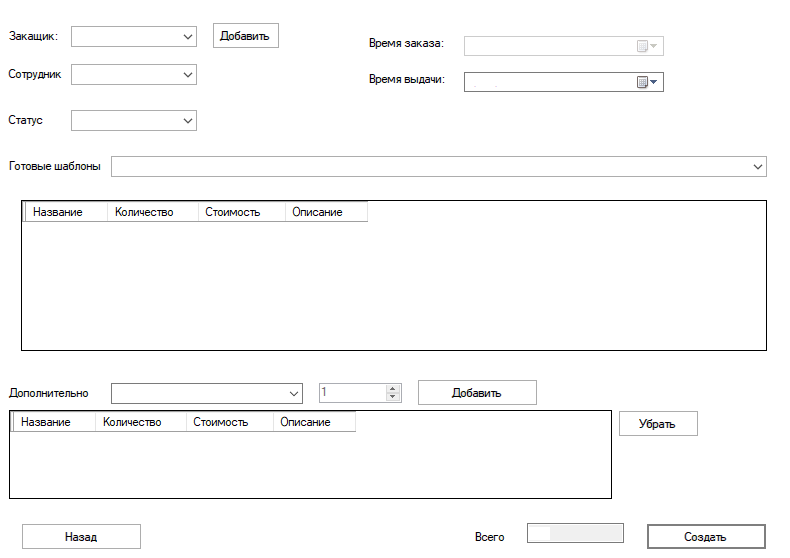 Закащик:
Добавить
Время заказа:
Сотрудник
Время выдачи:
Статус
Готовые шаблоны
Название Количество Стоимость Описание
Дополнительно 1 Добавить
Название Количество Стоимость Описание
Убрать
Назад
Всего
Создать